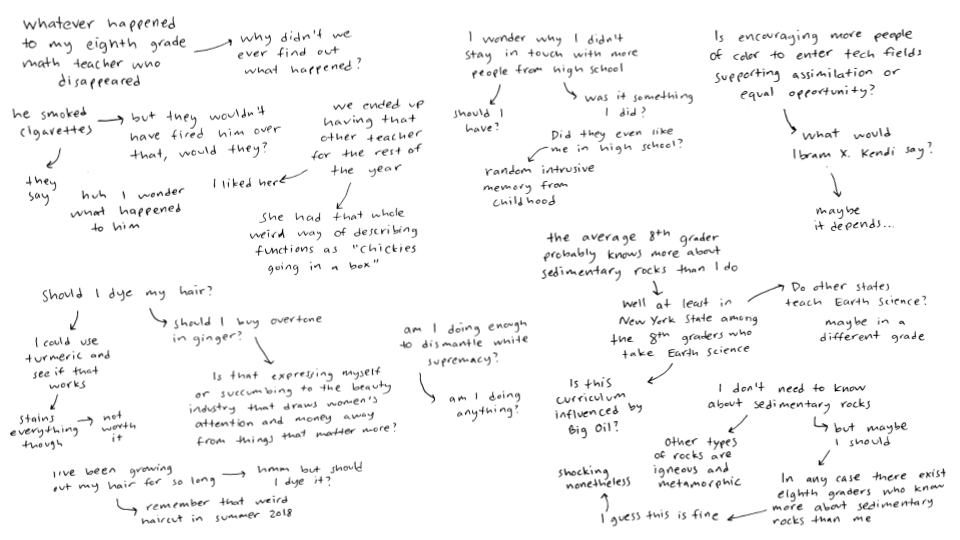 whatever happened
to my eighth grade
math teacher who
disappeared
why didn't we
ever find out
what happened?
he smoked
cigarettes
but they wouldn't
have fired him over
that, would they?
they
say
huh I wonder
what happened
to him
we ended up
having that
other teacher
for the rest of
the year
I liked her
she had that whole
weird way of describing
functions as "chickies
going in a box"
I wonder why I didn't
stay in touch with more
people from high school
should I
have?
was it something
I did?
Did they even like
me in high school?
random intrusive
memory from
childhood
Is encouraging more people
of color to enter tech fields
supporting assimilation or
equal opportunity?
what would
Ibram X. Kendi say?
maybe
it depends...
the average 8th grader
probably knows more about
sedimentary rocks than I do
well at least in
New York State among
the 8th graders who
take Earth Science
Do other states
teach Earth Science?
maybe in a
different grade
Is this
curriculum
influenced by
Big Oil?
I don't need to know
about sedimentary rocks
Other types
of rocks are
igneous and
metamorphic
but maybe
I should
In any case there exist
eighth graders who know
more about sedimentary
rocks than me
I guess this is fine
shocking
nonetheless
Should I dye my hair?
I could use
turmeric and
see if that
works
stains
everything
though
not
worth
it
should I buy overtone
in ginger?
Is that expressing myself
or succumbing to the beauty
industry that draws women's
attention and money away
from things that matter more?
am I doing enough
to dismantle white
supremacy?
am I doing
anything?
I've been growing
out my hair for so long
hmm but should
I dye it?
remember that weird
haircut in summer 2018